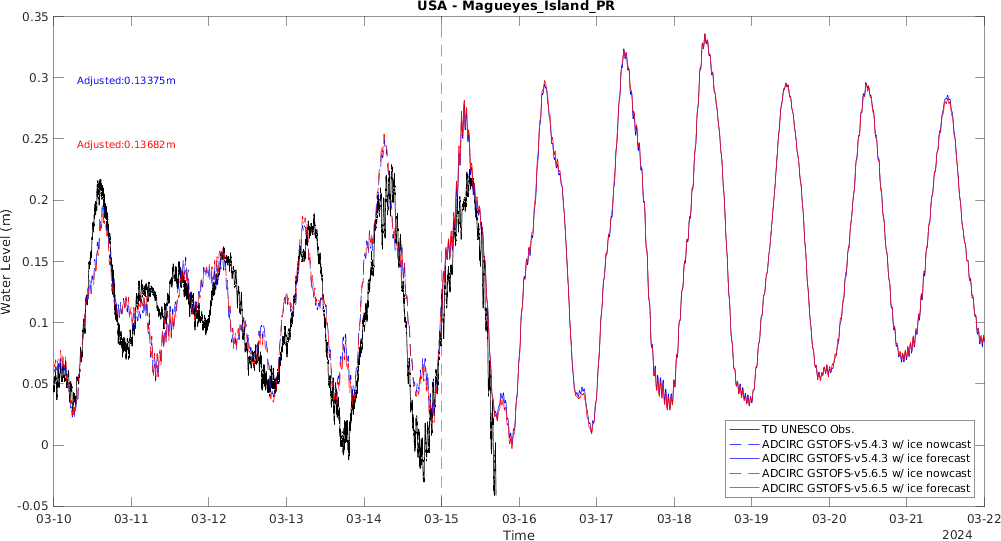 USA - Magueyes_Island_PR
0.35
0.3
0.25
0.2
0.15
0.1
0.05
0
-0.05
Water Level (m)
Adjusted:0.13375m
Adjusted:0.13682m
TD UNESCO Obs.
ADCIRC GSTOFS-v5.4.3 w/ ice nowcast
ADCIRC GSTOFS-v5.4.3 w/ ice forecast
ADCIRC GSTOFS-v5.6.5 w/ ice nowcast
ADCIRC GSTOFS-v5.6.5 w/ ice forecast
03-10 03-11 03-12 03-13 03-14 03-15 03-16 03-17 03-18 03-19 03-20 03-21 03-22
Time
2024